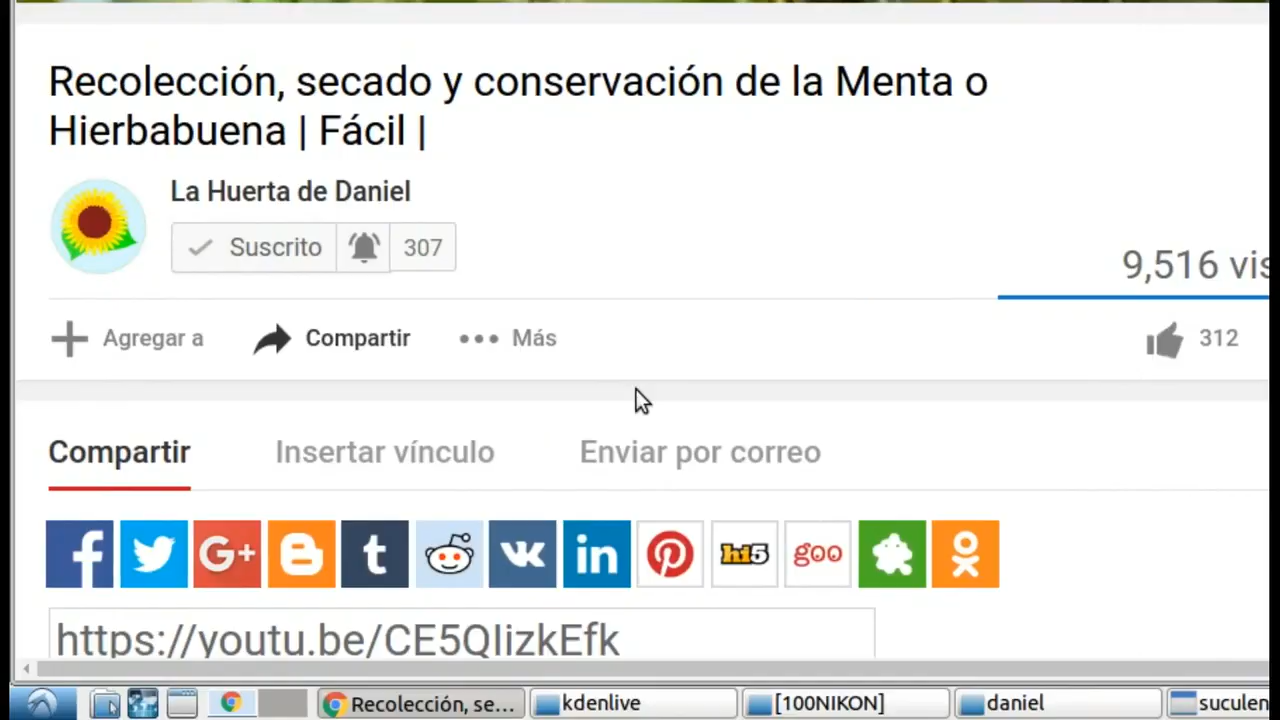 Recolección, secado y conservación de la Menta o
Hierbabuena | Fácil |
La Huerta de Daniel
Suscrito 307
9,516 vis
Agregar a Compartir Más 312
Compartir Insertar vínculo Enviar por correo
f G+ B t VK in hi5 goo
https://youtu.be/CE5QIizkEfk
Recolección, se... kdenlive [100NIKON] daniel suculen